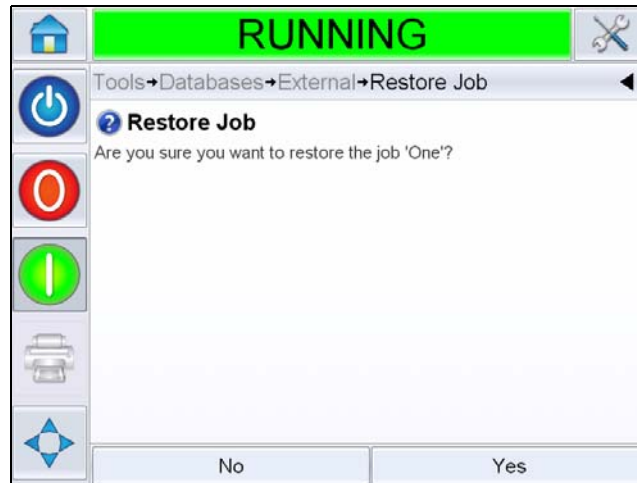 RUNNING
Tools→Databases→External→Restore Job
Restore Job
Are you sure you want to restore the job 'One'?
No
Yes